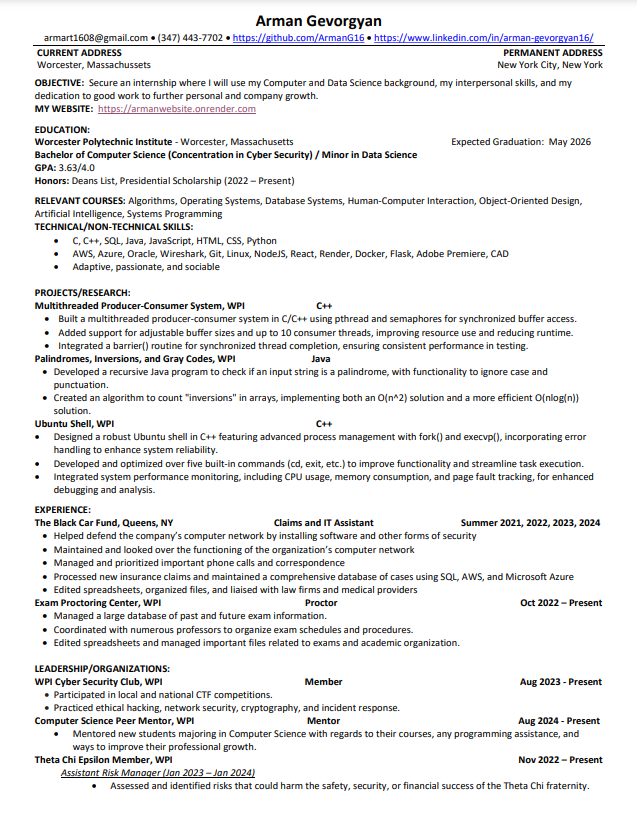 Arman Gevorgyan
armart1608@gmail.com • (347) 443-7702 • https://github.com/ArmanG16 • https://www.linkedin.com/in/arman-gevorgyan16/
CURRENT ADDRESS PERMANENT ADDRESS
Worcester, Massachussets New York City, New York
OBJECTIVE: Secure an internship where I will use my Computer and Data Science background, my interpersonal skills, and my
dedication to good work to further personal and company growth.
MY WEBSITE: https://armanwebsite.onrender.com
EDUCATION:
Worcester Polytechnic Institute - Worcester, Massachusetts Expected Graduation: May 2026
Bachelor of Computer Science (Concentration in Cyber Security) / Minor in Data Science
GPA: 3.63/4.0
Honors: Deans List, Presidential Scholarship (2022 – Present)
RELEVANT COURSES: Algorithms, Operating Systems, Database Systems, Human-Computer Interaction, Object-Oriented Design,
Artificial Intelligence, Systems Programming
TECHNICAL/NON-TECHNICAL SKILLS:
• C, C++, SQL, Java, JavaScript, HTML, CSS, Python
• AWS, Azure, Oracle, Wireshark, Git, Linux, NodeJS, React, Render, Docker, Flask, Adobe Premiere, CAD
• Adaptive, passionate, and sociable
PROJECTS/RESEARCH:
Multithreaded Producer-Consumer System, WPI C++
• Built a multithreaded producer-consumer system in C/C++ using pthread and semaphores for synchronized buffer access.
• Added support for adjustable buffer sizes and up to 10 consumer threads, improving resource use and reducing runtime.
• Integrated a barrier() routine for synchronized thread completion, ensuring consistent performance in testing.
Palindromes, Inversions, and Gray Codes, WPI Java
• Developed a recursive Java program to check if an input string is a palindrome, with functionality to ignore case and
punctuation.
• Created an algorithm to count "inversions" in arrays, implementing both an O(n^2) solution and a more efficient O(nlog(n))
solution.
Ubuntu Shell, WPI C++
• Designed a robust Ubuntu shell in C++ featuring advanced process management with fork() and execvp(), incorporating error
handling to enhance system reliability.
• Developed and optimized over five built-in commands (cd, exit, etc.) to improve functionality and streamline task execution.
• Integrated system performance monitoring, including CPU usage, memory consumption, and page fault tracking, for enhanced
debugging and analysis.
EXPERIENCE:
The Black Car Fund, Queens, NY Claims and IT Assistant Summer 2021, 2022, 2023, 2024
• Helped defend the company's computer network by installing software and other forms of security
• Maintained and looked over the functioning of the organization's computer network
• Managed and prioritized important phone calls and correspondence
• Processed new insurance claims and maintained a comprehensive database of cases using SQL, AWS, and Microsoft Azure
• Edited spreadsheets, organized files, and liaised with law firms and medical providers
Exam Proctoring Center, WPI Proctor Oct 2022 – Present
• Managed a large database of past and future exam information.
• Coordinated with numerous professors to organize exam schedules and procedures.
• Edited spreadsheets and managed important files related to exams and academic organization.
LEADERSHIP/ORGANIZATIONS:
WPI Cyber Security Club, WPI Member Aug 2023 - Present
• Participated in local and national CTF competitions.
• Practiced ethical hacking, network security, cryptography, and incident response.
Computer Science Peer Mentor, WPI Mentor Aug 2024 - Present
• Mentored new students majoring in Computer Science with regards to their courses, any programming assistance, and
ways to improve their professional growth.
Theta Chi Epsilon Member, WPI Nov 2022 – Present
Assistant Risk Manager (Jan 2023 – Jan 2024)
• Assessed and identified risks that could harm the safety, security, or financial success of the Theta Chi fraternity.